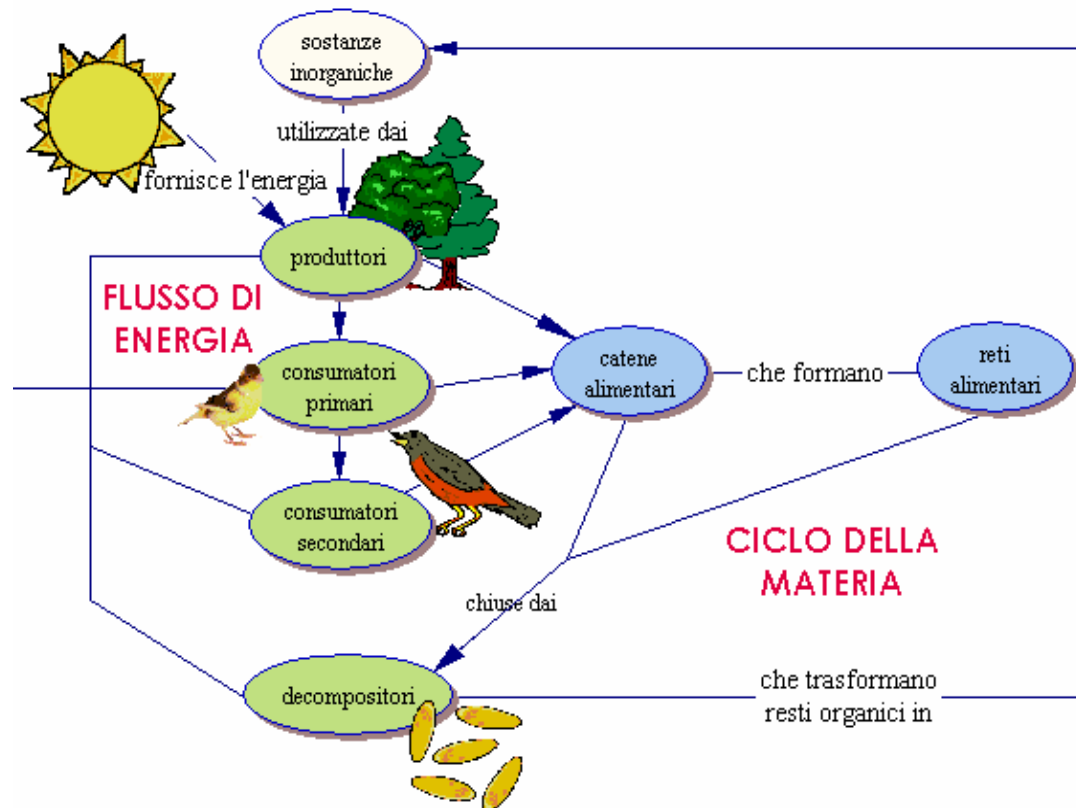 sostanze
inorganiche
utilizzate dai
fornisce l'energia
produttori
FLUSSO DI
ENERGIA
consumatori
primari
catene
alimentari
che formano
reti
alimentari
consumatori
secondari
CICLO DELLA
MATERIA
chiuse dai
decompositori
che trasformano
resti organici in